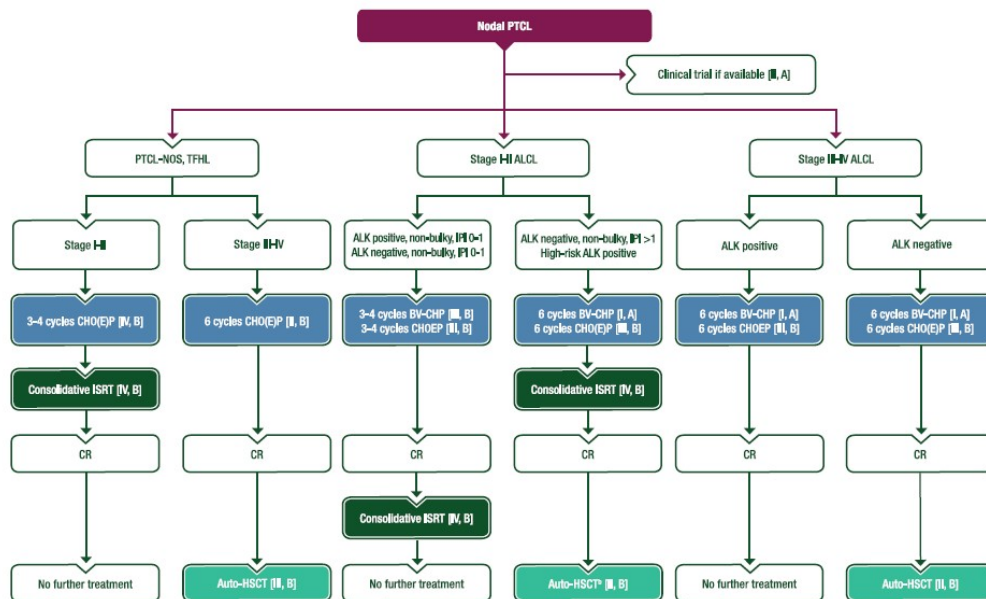 Nodal PTCL
Clinical trial if available [II, A]
PTCL-NOS, TFHL
Stage I-II ALCL
Stage III-IV ALCL
Stage I-II
Stage III-IV
ALK positive, non-bulky, IPI 0-1
ALK negative, non-bulky, IPI 0-1
ALK negative, non-bulky, IPI >1
High-risk ALK positive
ALK positive
ALK negative
3-4 cycles CHO(E)P [IV, B]
6 cycles CHO(E)P [II, B]
3-4 cycles BV-CHP [III, B]
3-4 cycles CHOEP [III, B]
6 cycles BV-CHP [I, A]
6 cycles CHO(E)P [III, B]
6 cycles BV-CHP [I, A]
6 cycles CHOEP [III, B]
6 cycles BV-CHP [I, A]
6 cycles CHO(E)P [III, B]
Consolidative ISRT [IV, B]
Consolidative ISRT [IV, B]
CR
CR
CR
CR
CR
CR
Consolidative ISRT [IV, B]
No further treatment
Auto-HSCT [III, B]
No further treatment
Auto-HSCTᵇ [II, B]
No further treatment
Auto-HSCT [II, B]